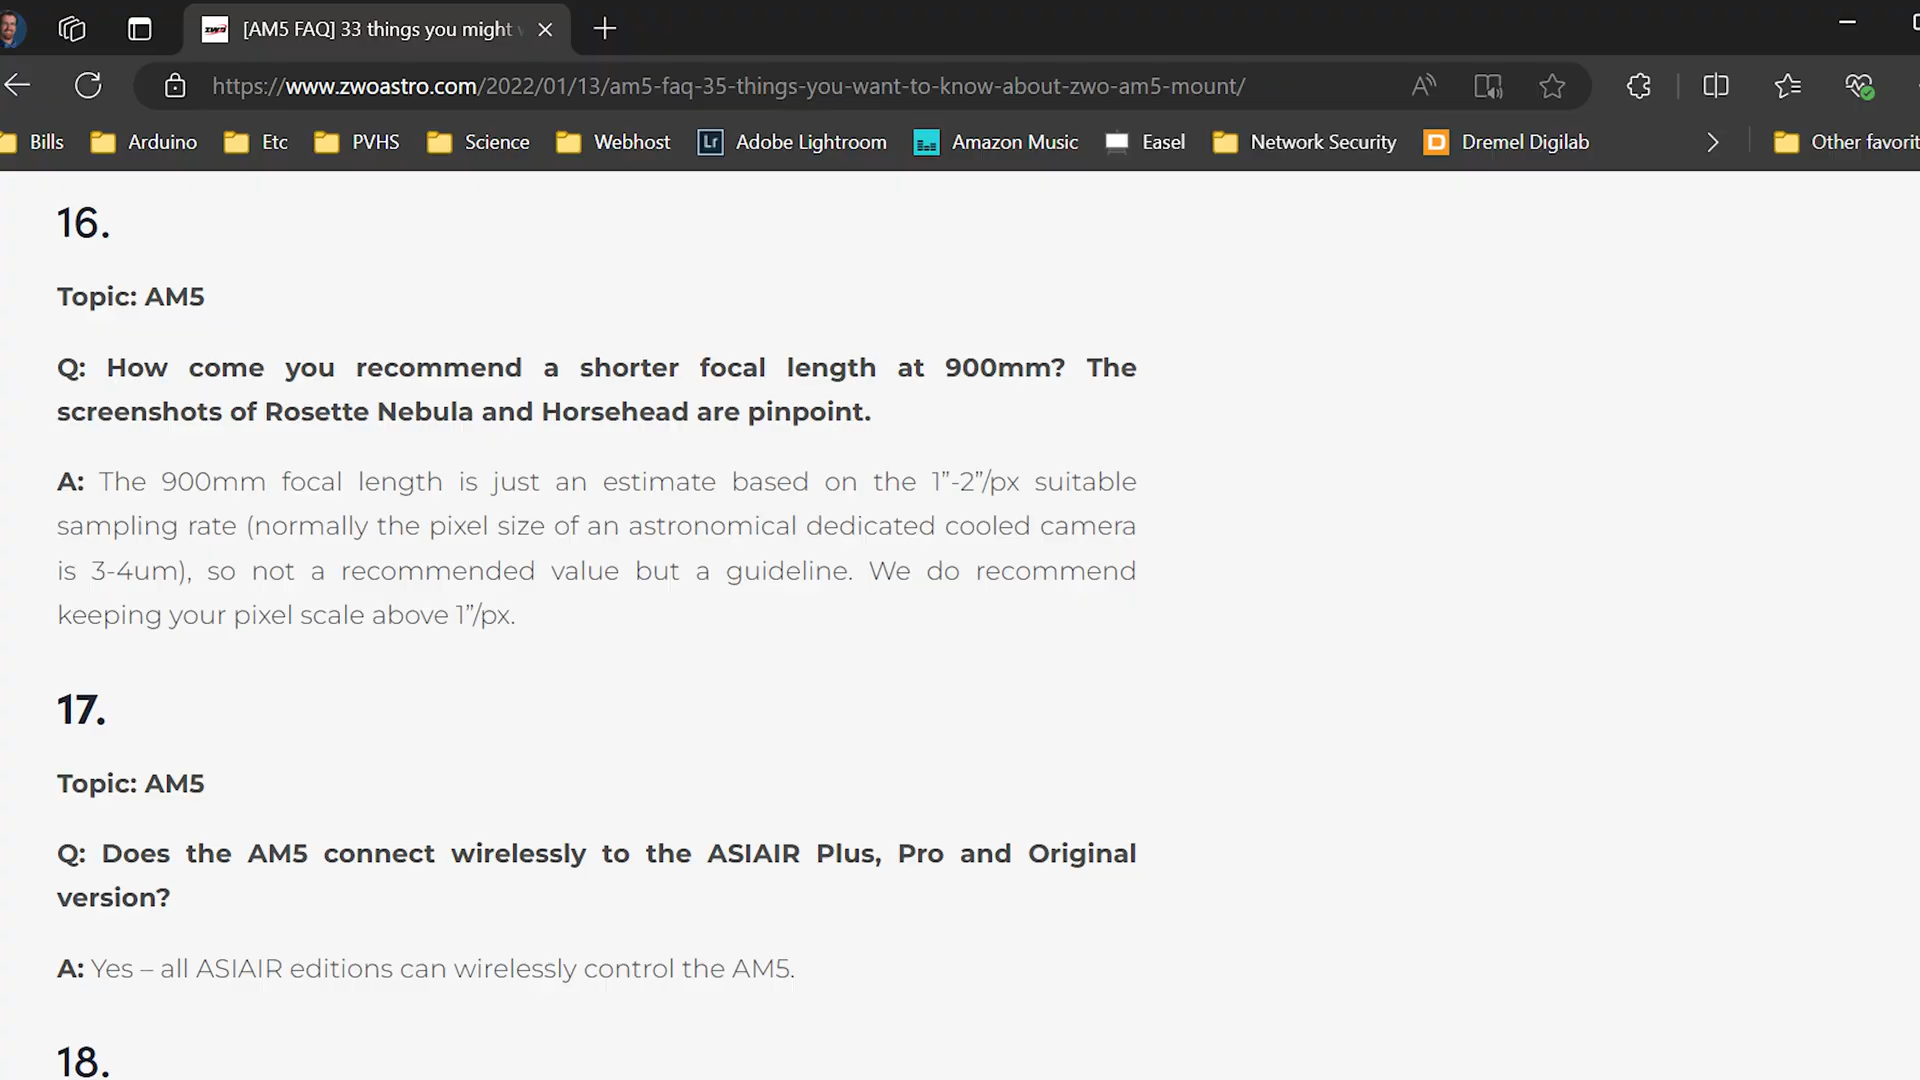 ZWO [AM5 FAQ] 33 things you might
https://www.zwoastro.com/2022/01/13/am5-faq-35-things-you-want-to-know-about-zwo-am5-mount/
Bills Arduino Etc PVHS Science Webhost Lr Adobe Lightroom Amazon Music Easel Network Security D Dremel Digilab Other favorit
16.
Topic: AM5
Q: How come you recommend a shorter focal length at 900mm? The
screenshots of Rosette Nebula and Horsehead are pinpoint.
A: The 900mm focal length is just an estimate based on the 1”-2”/px suitable
sampling rate (normally the pixel size of an astronomical dedicated cooled camera
is 3-4um), so not a recommended value but a guideline. We do recommend
keeping your pixel scale above 1”/px.
17.
Topic: AM5
Q: Does the AM5 connect wirelessly to the ASIAIR Plus, Pro and Original
version?
A: Yes – all ASIAIR editions can wirelessly control the AM5.
18.